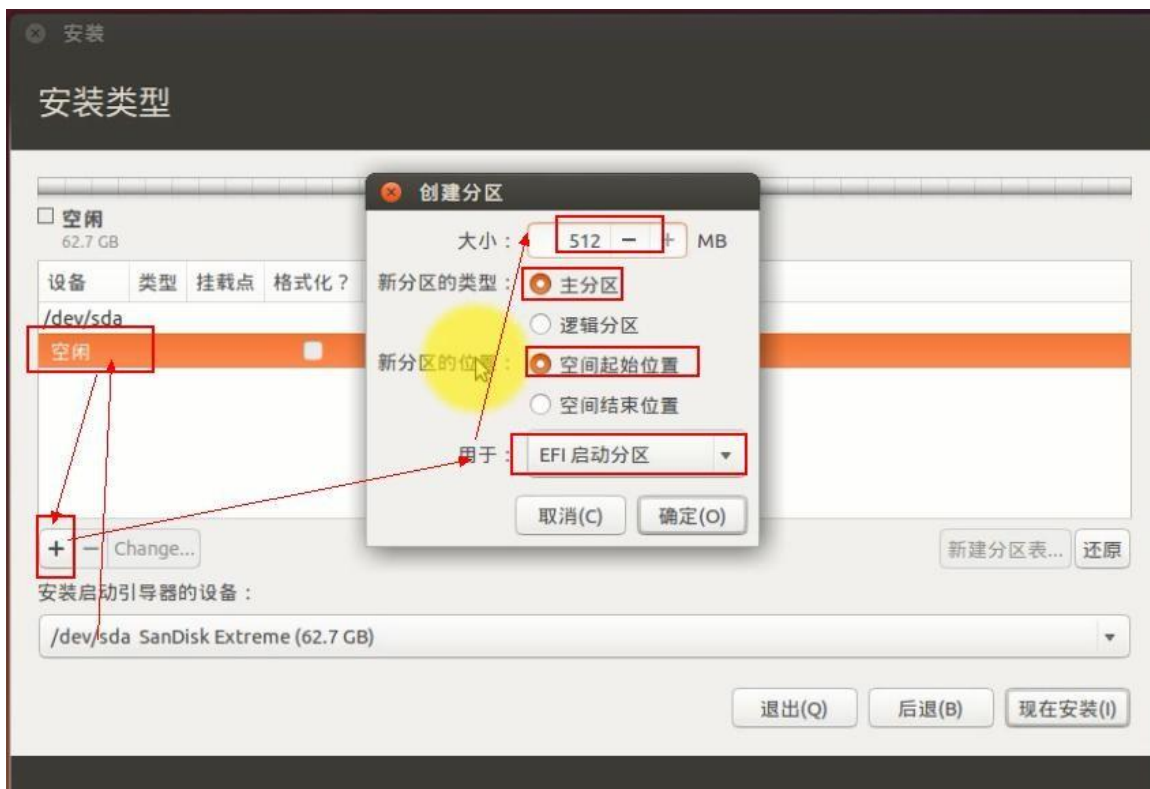 安装
安装类型
空闲
62.7 GB
设备 类型 挂载点 格式化？
/dev/sda
空闲
创建分区
大小： 512 − + MB
新分区的类型： 主分区
逻辑分区
新分区的位置： 空间起始位置
空间结束位置
用于： EFI 启动分区
取消(C) 确定(O)
+ − Change... 新建分区表... 还原
安装启动引导器的设备：
/dev/sda SanDisk Extreme (62.7 GB)
退出(Q) 后退(B) 现在安装(I)